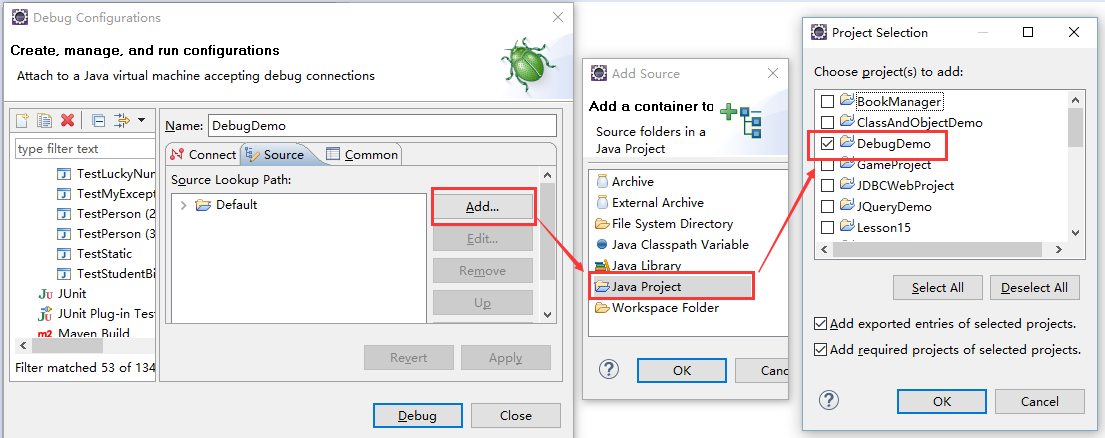 Debug Configurations
Create, manage, and run configurations
Attach to a Java virtual machine accepting debug connections
type filter text
TestLuckyNu
TestMyExcept
TestPerson (2
TestPerson (3
TestStatic
TestStudentBi
JUnit
JUnit Plug-in Test
Maven Build
Filter matched 53 of 134
Name: DebugDemo
Connect Source Common
Source Lookup Path:
Default
Add...
Edit...
Remove
Up
Revert Apply
Debug Close
Add Source
Add a container to
Source folders in a
Java Project
Archive
External Archive
File System Directory
Java Classpath Variable
Java Library
Java Project
Workspace Folder
OK Canc
Project Selection
Choose project(s) to add:
BookManager
ClassAndObjectDemo
DebugDemo
GameProject
JDBCWebProject
JQueryDemo
Lesson15
Select All Deselect All
Add exported entries of selected projects.
Add required projects of selected projects.
OK Cancel